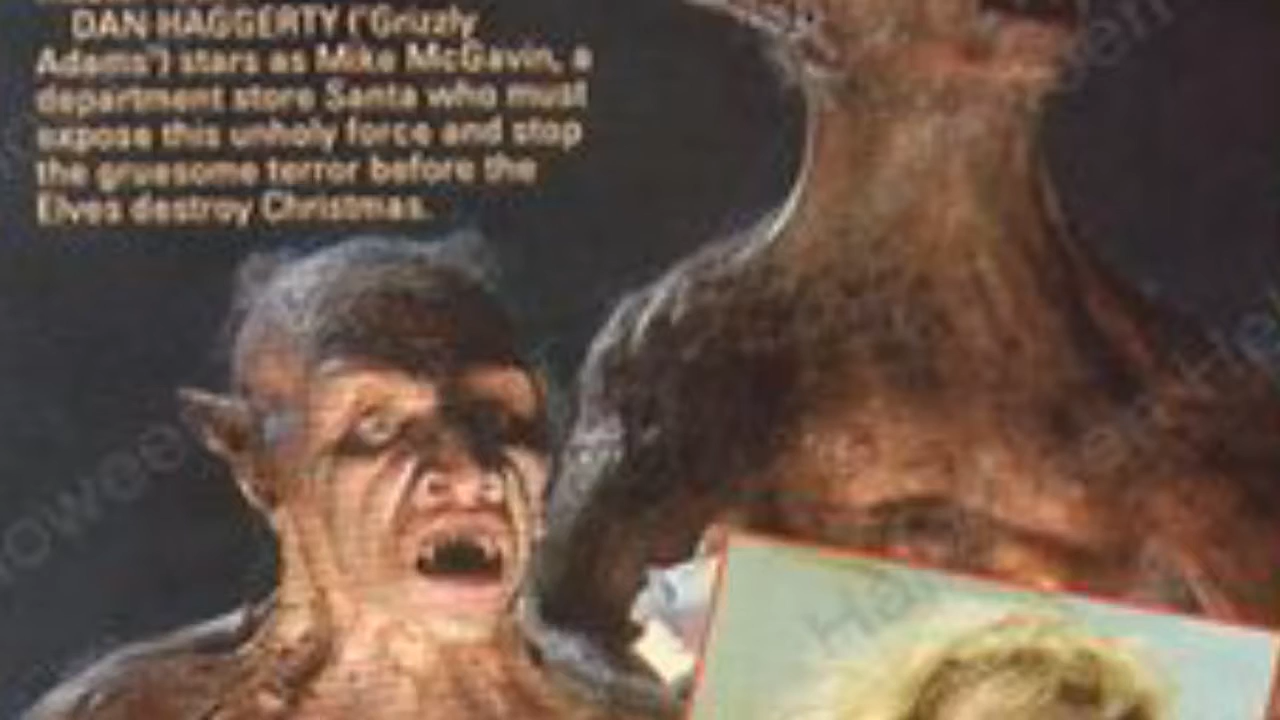 DAN HAGGERTY ("Grizzly
Adams") stars as Mike McGavin, a
department store Santa who must
expose this unholy force and stop
the gruesome terror before the
Elves destroy Christmas.